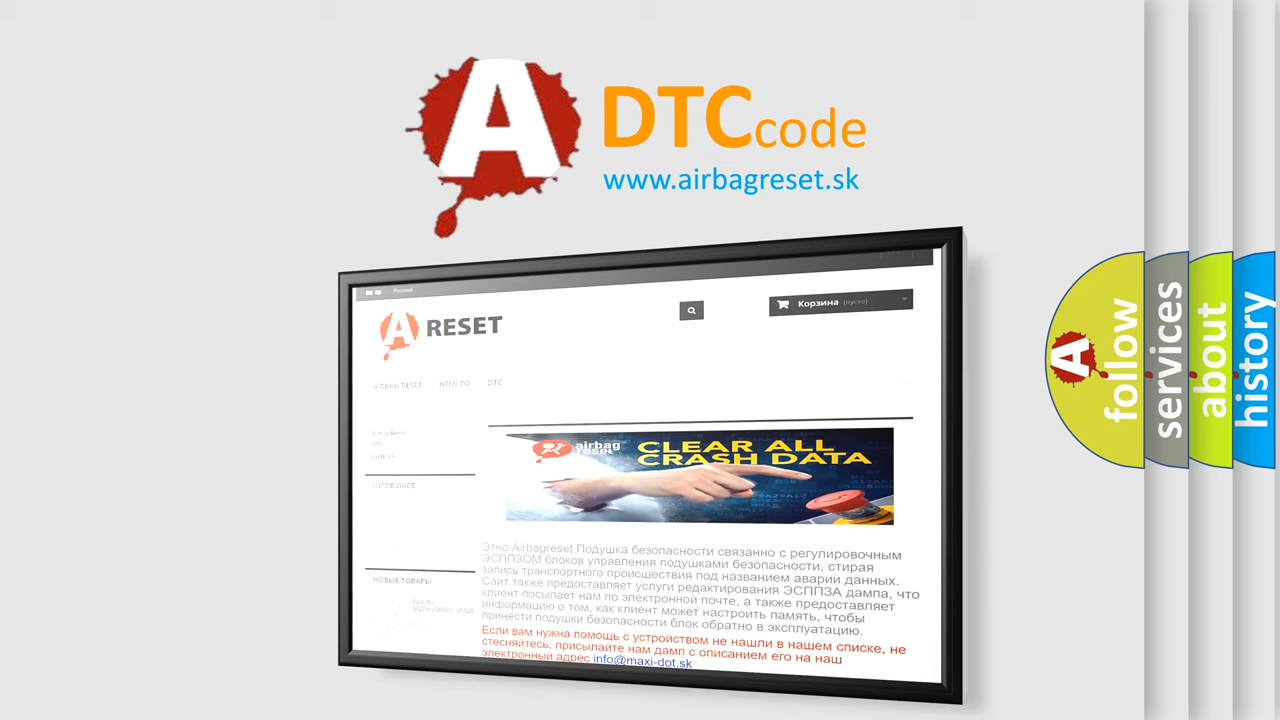 A DTCcode
www.airbagreset.sk
Русский
A RESET
Корзина (пусто)
AIRBAG RESET HOW TO DTC
INFORMACE
НОВЫЕ ТОВАРЫ
airbag
reset
CLEAR ALL
CRASH DATA
Этно Airbagreset Подушка безопасности связанно с регулировочным
ЭСППЗОМ блоков управления подушками безопасности, стирая
запись транспортного происшествия под названием аварии данных.
Сайт также предоставляет услуги редактирования ЭСППЗА дампа, что
клиент посылает нам по электронной почте, а также предоставляет
информацию о том, как клиент может настроить память, чтобы
принести подушки безопасности блок обратно в эксплуатацию.
Если вам нужна помощь с устройством не нашли в нашем списке, не
стесняйтесь, присылайте нам дамп с описанием его на наш
электронный адрес info@maxi-dot.sk
A follow
services
about
history